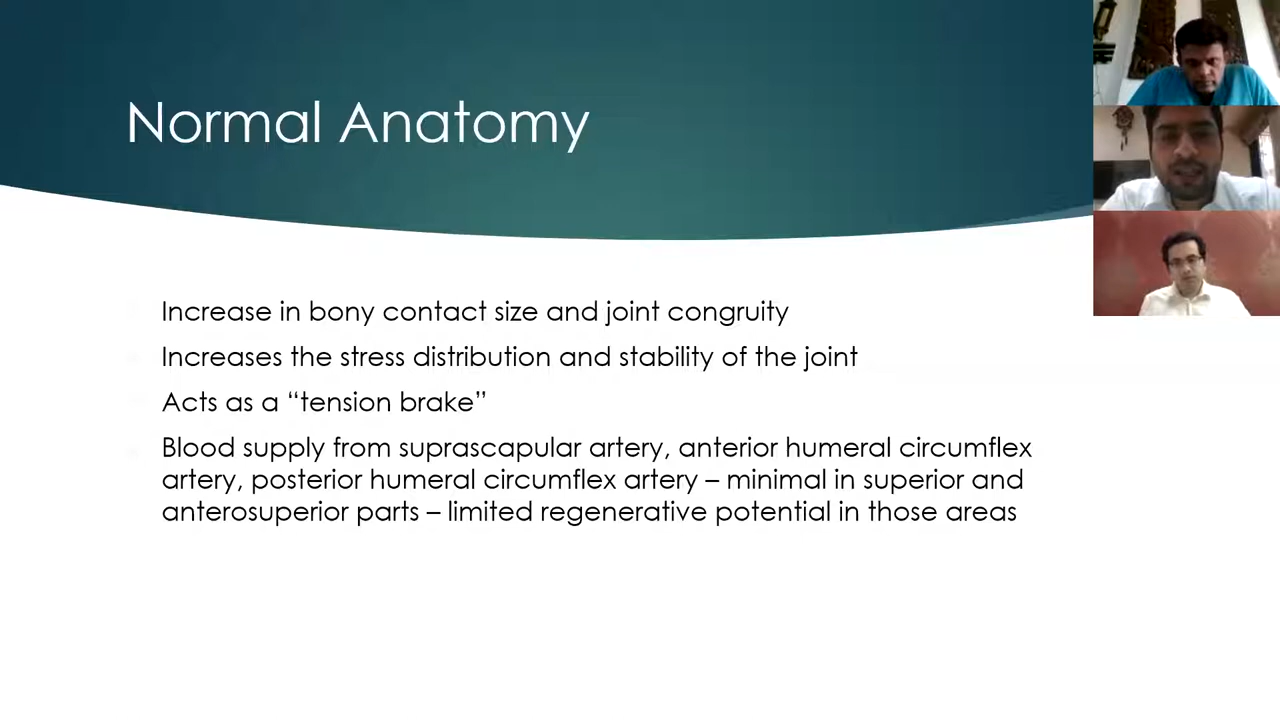 Normal Anatomy
Increase in bony contact size and joint congruity
Increases the stress distribution and stability of the joint
Acts as a “tension brake”
Blood supply from suprascapular artery, anterior humeral circumflex
artery, posterior humeral circumflex artery – minimal in superior and
anterosuperior parts – limited regenerative potential in those areas